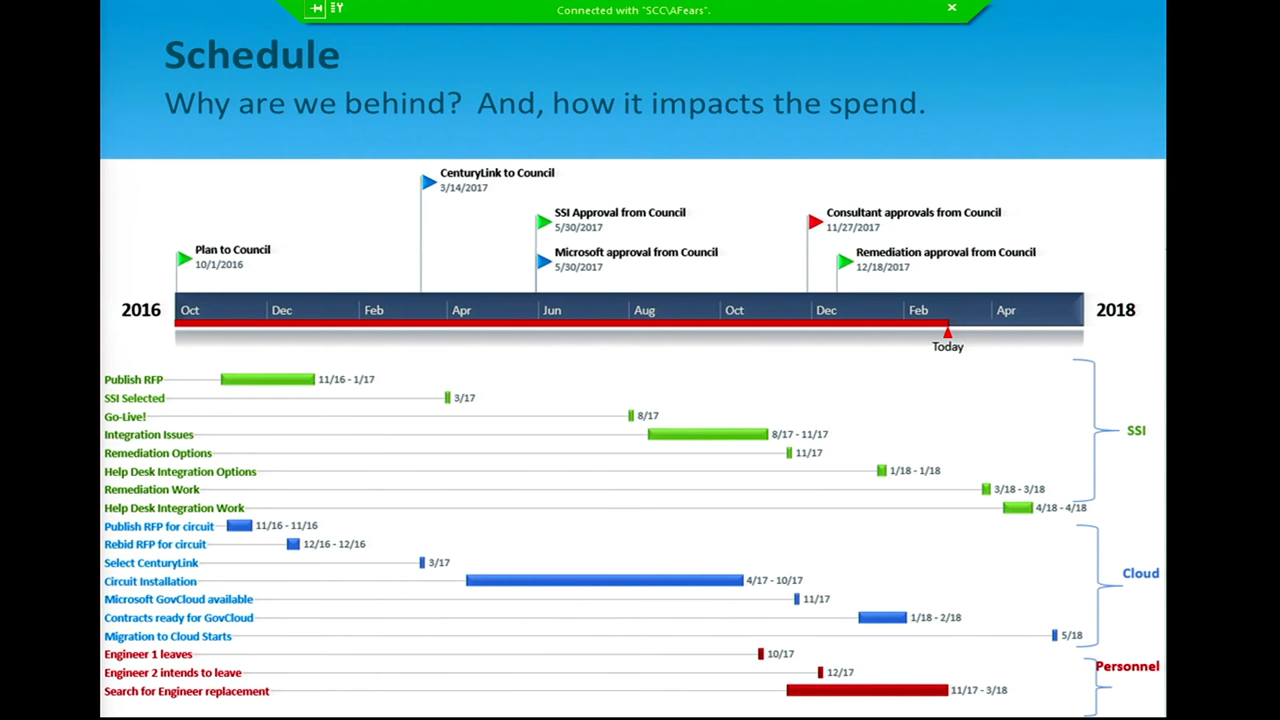 Connected with "SCC\AFears".
Schedule
Why are we behind? And, how it impacts the spend.
CenturyLink to Council
3/14/2017
SSI Approval from Council
5/30/2017
Consultant approvals from Council
11/27/2017
Plan to Council
10/1/2016
Microsoft approval from Council
5/30/2017
Remediation approval from Council
12/18/2017
2016 Oct Dec Feb Apr Jun Aug Oct Dec Feb Apr 2018
Today
Publish RFP 11/16 - 1/17
SSI Selected 3/17
Go-Live! 8/17
Integration Issues 8/17 - 11/17
SSI
Remediation Options 11/17
Help Desk Integration Options 1/18 - 1/18
Remediation Work 3/18 - 3/18
Help Desk Integration Work 4/18 - 4/18
Publish RFP for circuit 11/16 - 11/16
Rebid RFP for circuit 12/16 - 12/16
Select CenturyLink 3/17
Cloud
Circuit Installation 4/17 - 10/17
Microsoft GovCloud available 11/17
Contracts ready for GovCloud 1/18 - 2/18
Migration to Cloud Starts 5/18
Engineer 1 leaves 10/17
Personnel
Engineer 2 intends to leave 12/17
Search for Engineer replacement 11/17 - 3/18